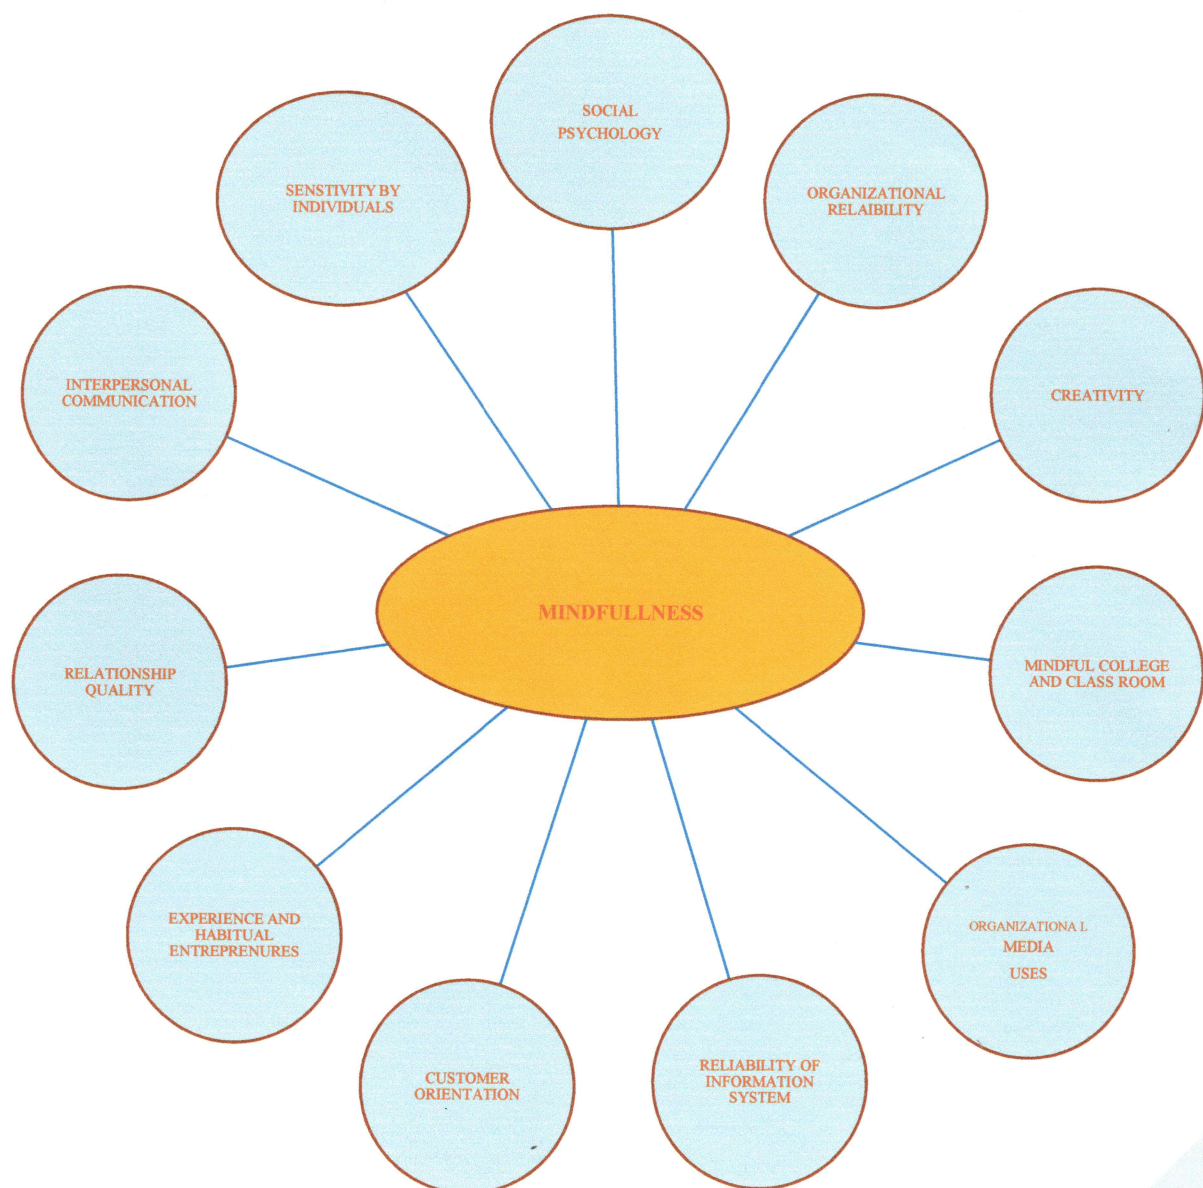 SOCIAL
PSYCHOLOGY
SENSTIVITY BY
INDIVIDUALS
ORGANIZATIONAL
RELAIBILITY
INTERPERSONAL
COMMUNICATION
CREATIVITY
MINDFULLNESS
RELATIONSHIP
QUALITY
MINDFUL COLLEGE
AND CLASS ROOM
EXPERIENCE AND
HABITUAL
ENTREPRENURES
ORGANIZATIONA L
MEDIA
USES
CUSTOMER
ORIENTATION
RELIABILITY OF
INFORMATION
SYSTEM